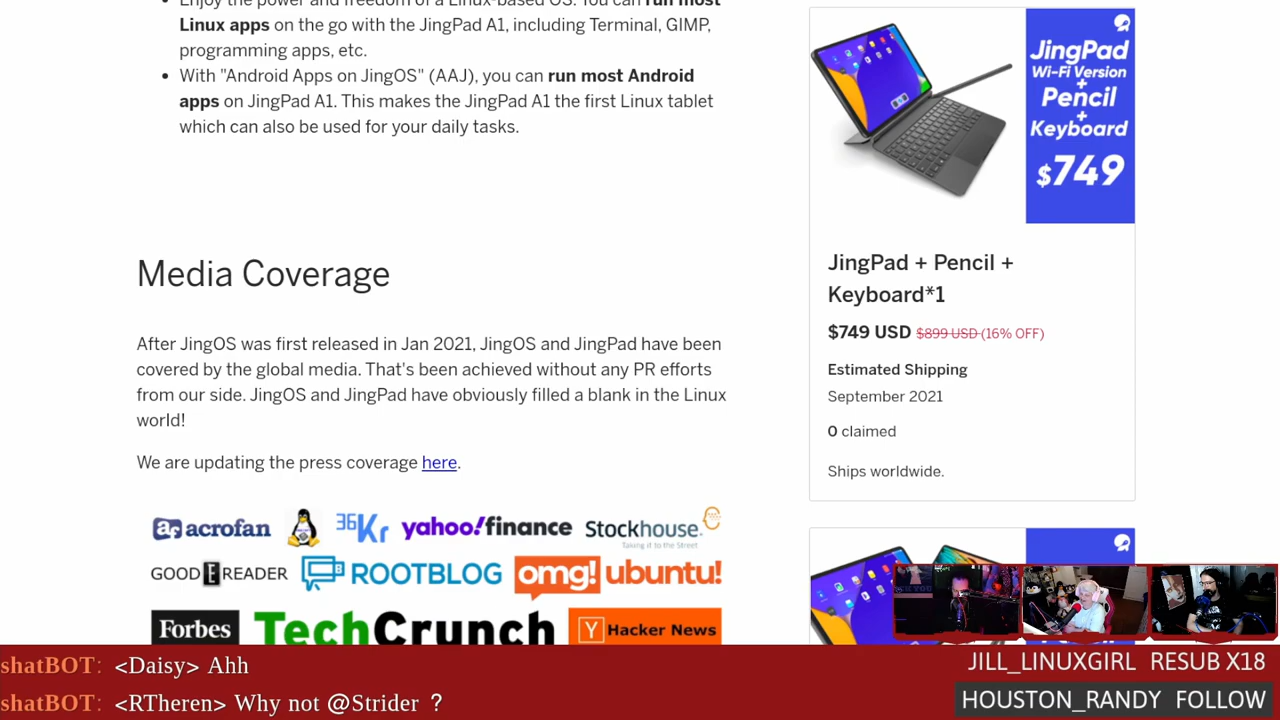 Enjoy the power and freedom of a Linux-based OS. You can run most
Linux apps on the go with the JingPad A1, including Terminal, GIMP,
programming apps, etc.
With "Android Apps on JingOS" (AAJ), you can run most Android
apps on JingPad A1. This makes the JingPad A1 the first Linux tablet
which can also be used for your daily tasks.
Media Coverage
After JingOS was first released in Jan 2021, JingOS and JingPad have been
covered by the global media. That's been achieved without any PR efforts
from our side. JingOS and JingPad have obviously filled a blank in the Linux
world!
We are updating the press coverage here.
ar acrofan 36Kr yahoo!finance Stockhouse
Taking it to the Street
GOOD E READER ROOTBLOG omg! ubuntu!
Forbes TechCrunch Y Hacker News
JingPad
Wi-Fi Version
+
Pencil
+
Keyboard
$749
JingPad + Pencil +
Keyboard*1
$749 USD $899 USD (16% OFF)
Estimated Shipping
September 2021
0 claimed
Ships worldwide.
shatBOT: <Daisy> Ahh
shatBOT: <RTheren> Why not @Strider ?
JILL_LINUXGIRL RESUB X18
HOUSTON_RANDY FOLLOW